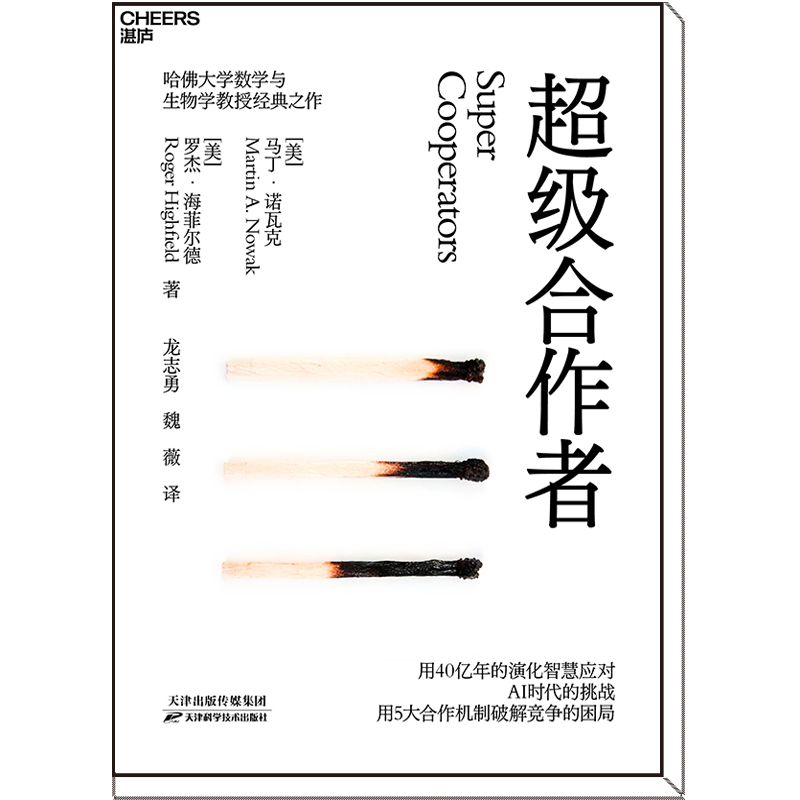 CHEERS
湛庐
哈佛大学数学与
生物学教授经典之作
超级合作者
Super
Cooperators
[美]
马丁·诺瓦克
Martin A. Nowak
[美]
罗杰·海菲尔德
Roger Highfield
著
龙志勇 魏薇 译
用40亿年的演化智慧应对
AI时代的挑战
用5大合作机制破解竞争的困局
天津出版传媒集团
天津科学技术出版社